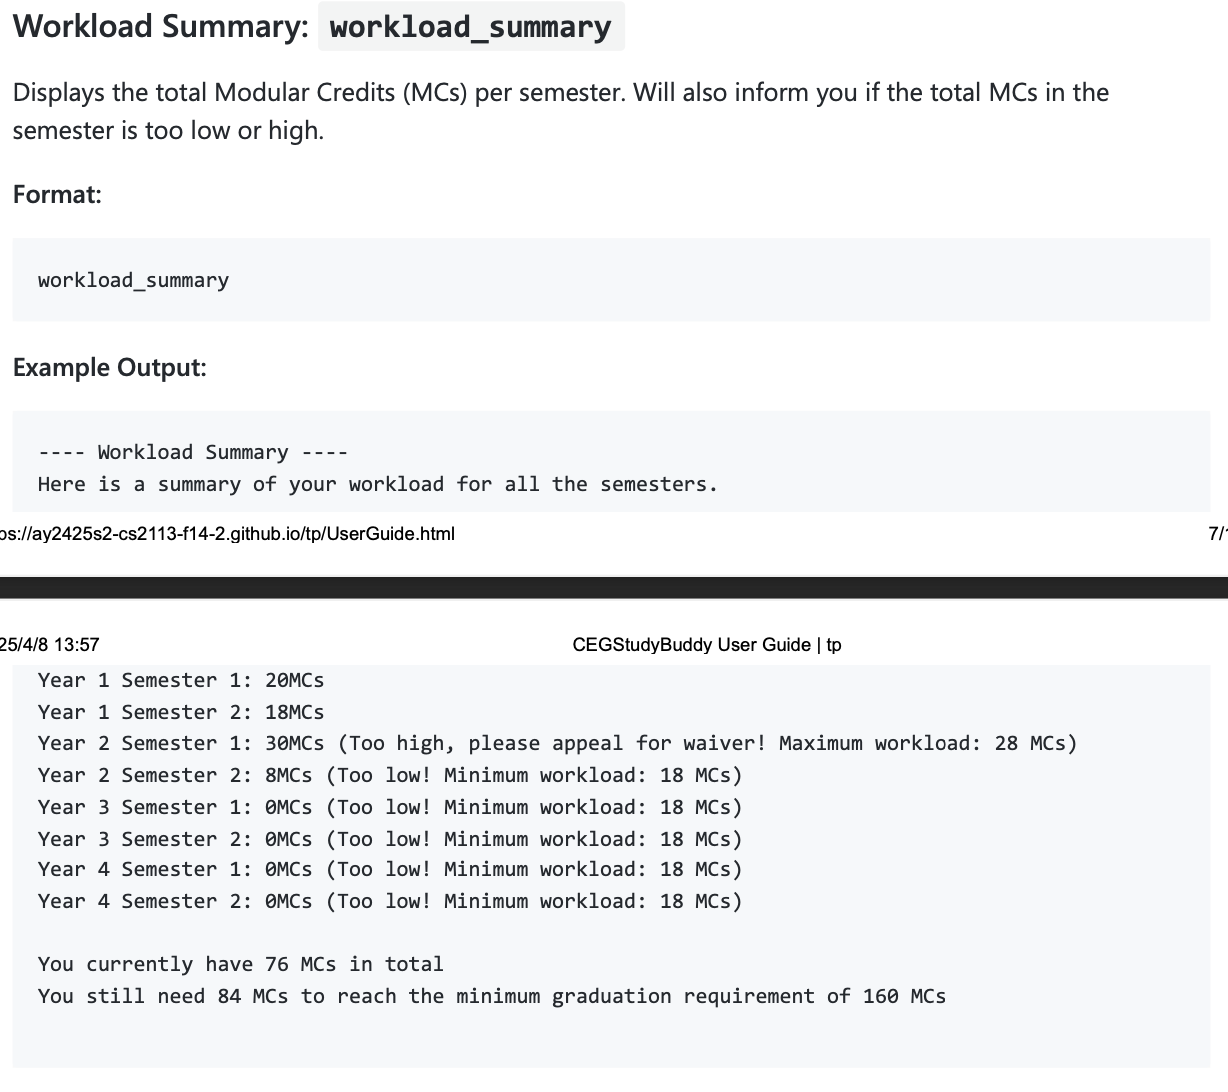 Workload Summary: workload_summary
Displays the total Modular Credits (MCs) per semester. Will also inform you if the total MCs in the
semester is too low or high.
Format:
workload_summary
Example Output:
---- Workload Summary ----
Here is a summary of your workload for all the semesters.
ps://ay2425s2-cs2113-f14-2.github.io/tp/UserGuide.html 7/
25/4/8 13:57 CEGStudyBuddy User Guide | tp
Year 1 Semester 1: 20MCs
Year 1 Semester 2: 18MCs
Year 2 Semester 1: 30MCs (Too high, please appeal for waiver! Maximum workload: 28 MCs)
Year 2 Semester 2: 8MCs (Too low! Minimum workload: 18 MCs)
Year 3 Semester 1: 0MCs (Too low! Minimum workload: 18 MCs)
Year 3 Semester 2: 0MCs (Too low! Minimum workload: 18 MCs)
Year 4 Semester 1: 0MCs (Too low! Minimum workload: 18 MCs)
Year 4 Semester 2: 0MCs (Too low! Minimum workload: 18 MCs)
You currently have 76 MCs in total
You still need 84 MCs to reach the minimum graduation requirement of 160 MCs